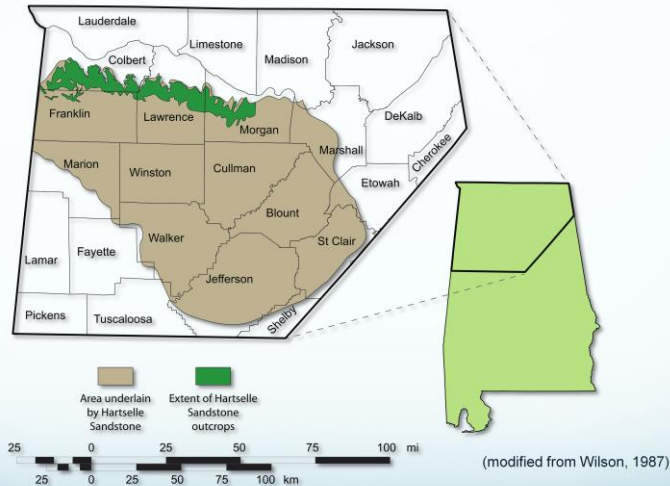 Lauderdale
Limestone
Madison
Jackson
Colbert
Franklin
Lawrence
Morgan
DeKalb
Marshall
Cherokee
Marion
Winston
Cullman
Etowah
Blount
Walker
St Clair
Lamar
Fayette
Jefferson
Pickens
Tuscaloosa
Shelby
Area underlain
by Hartselle
Sandstone
Extent of Hartselle
Sandstone
outcrops
25 0 25 50 75 100 mi
25 0 25 50 75 100 km
(modified from Wilson, 1987)